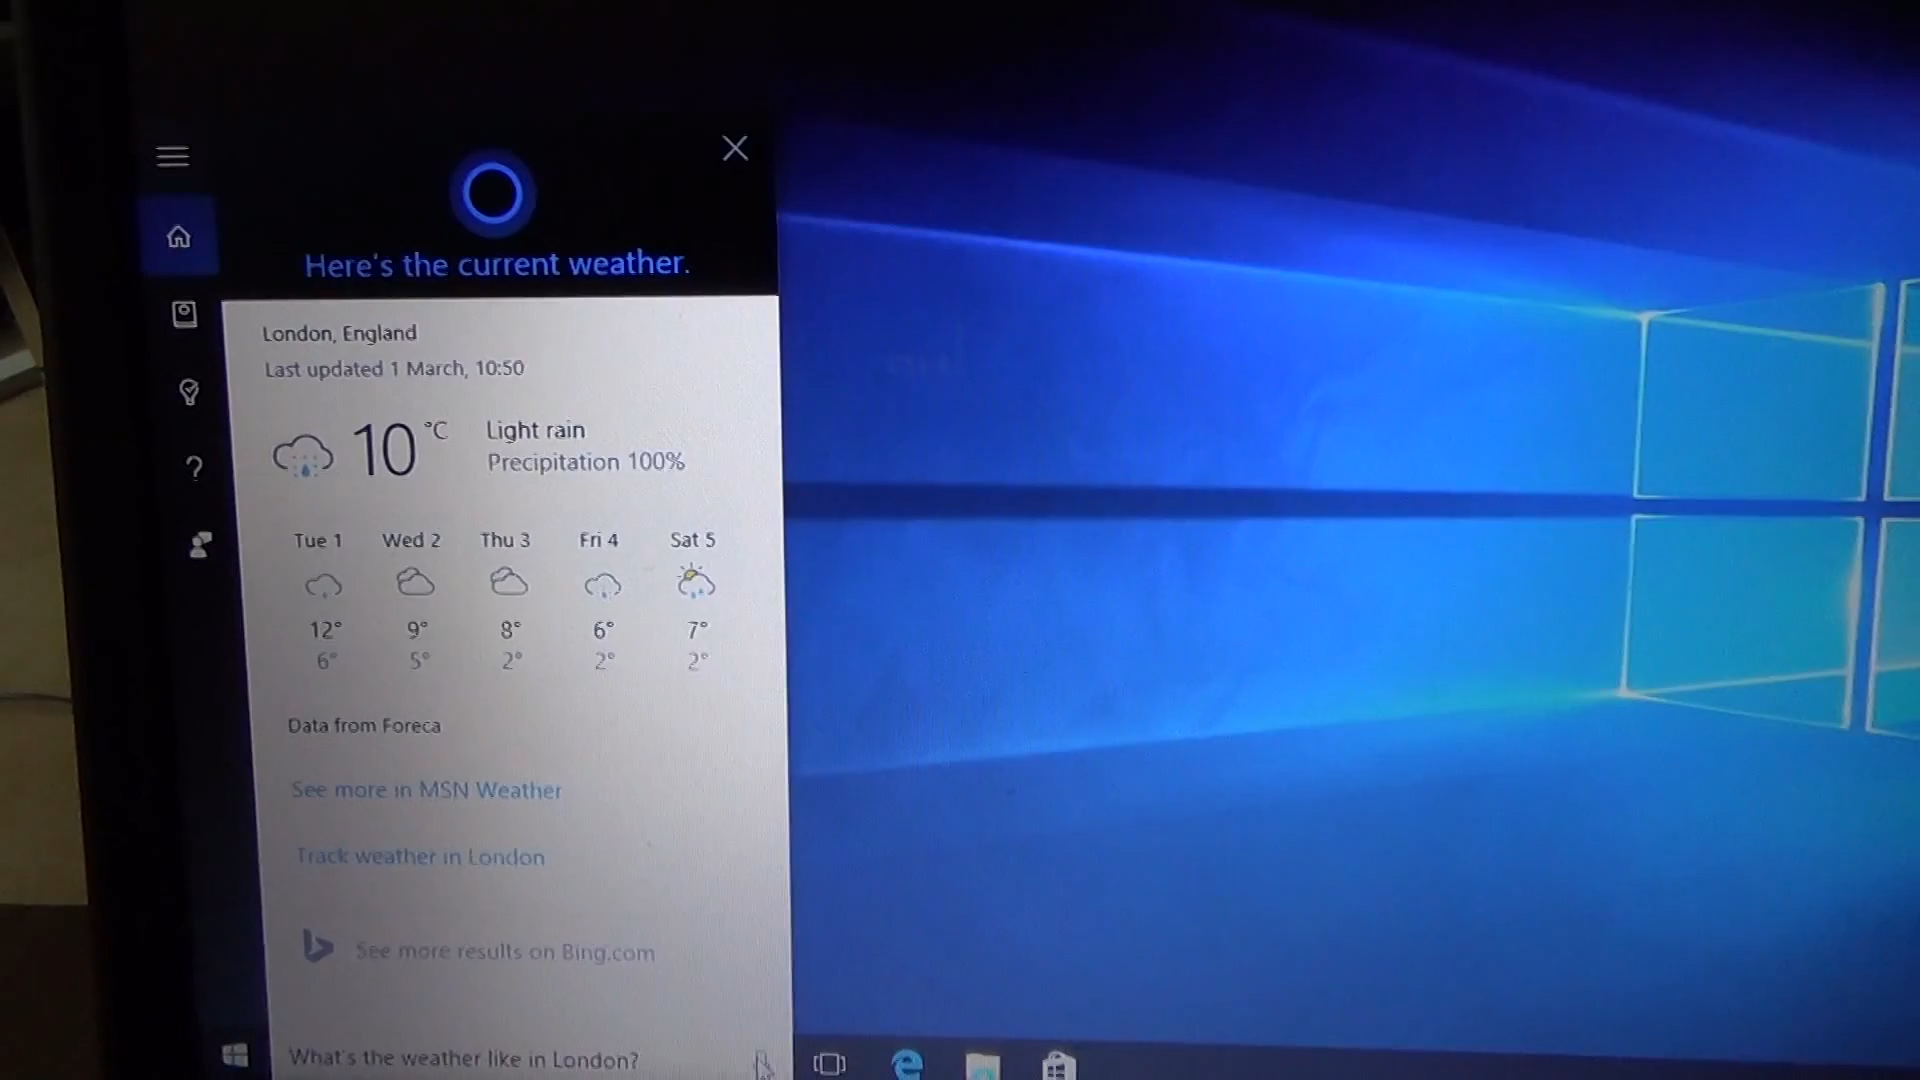 Here's the current weather.
London, England
Last updated 1 March, 10:50
10 °C
Light rain
Precipitation 100%
Tue 1 Wed 2 Thu 3 Fri 4 Sat 5
12° 9° 8° 6° 7°
6° 5° 2° 2° 2°
Data from Foreca
See more in MSN Weather
Track weather in London
See more results on Bing.com
What's the weather like in London?